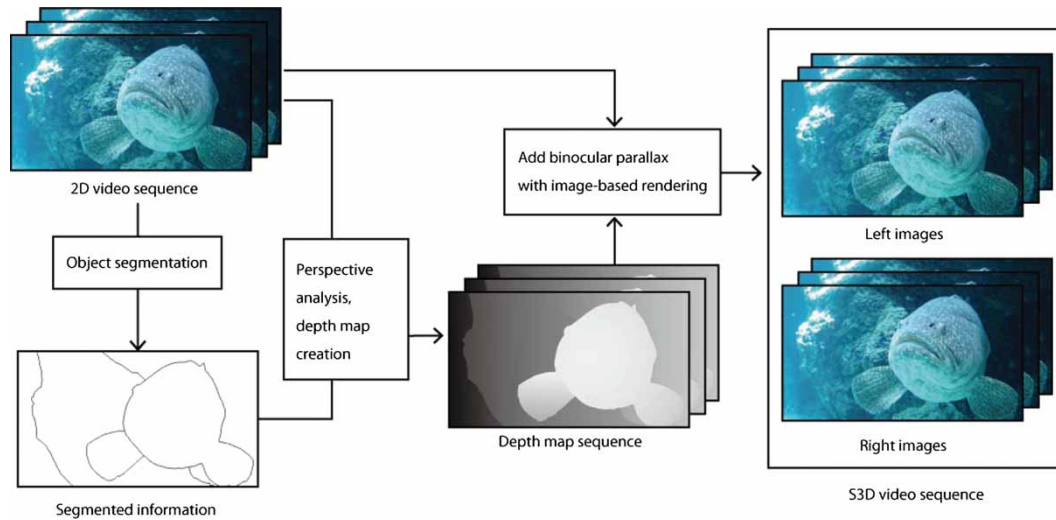 2D video sequence
Object segmentation
Segmented information
Perspective
analysis,
depth map
creation
Depth map sequence
Add binocular parallax
with image-based rendering
Left images
Right images
S3D video sequence